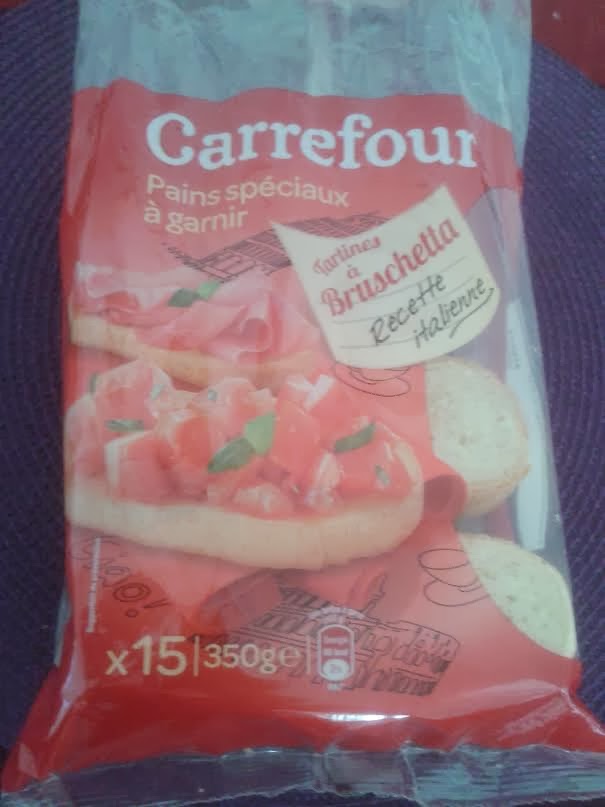 Carrefour
Pains spéciaux
à garnir
Tartines
à
Bruschetta
Recette
italienne
x15 | 350g e